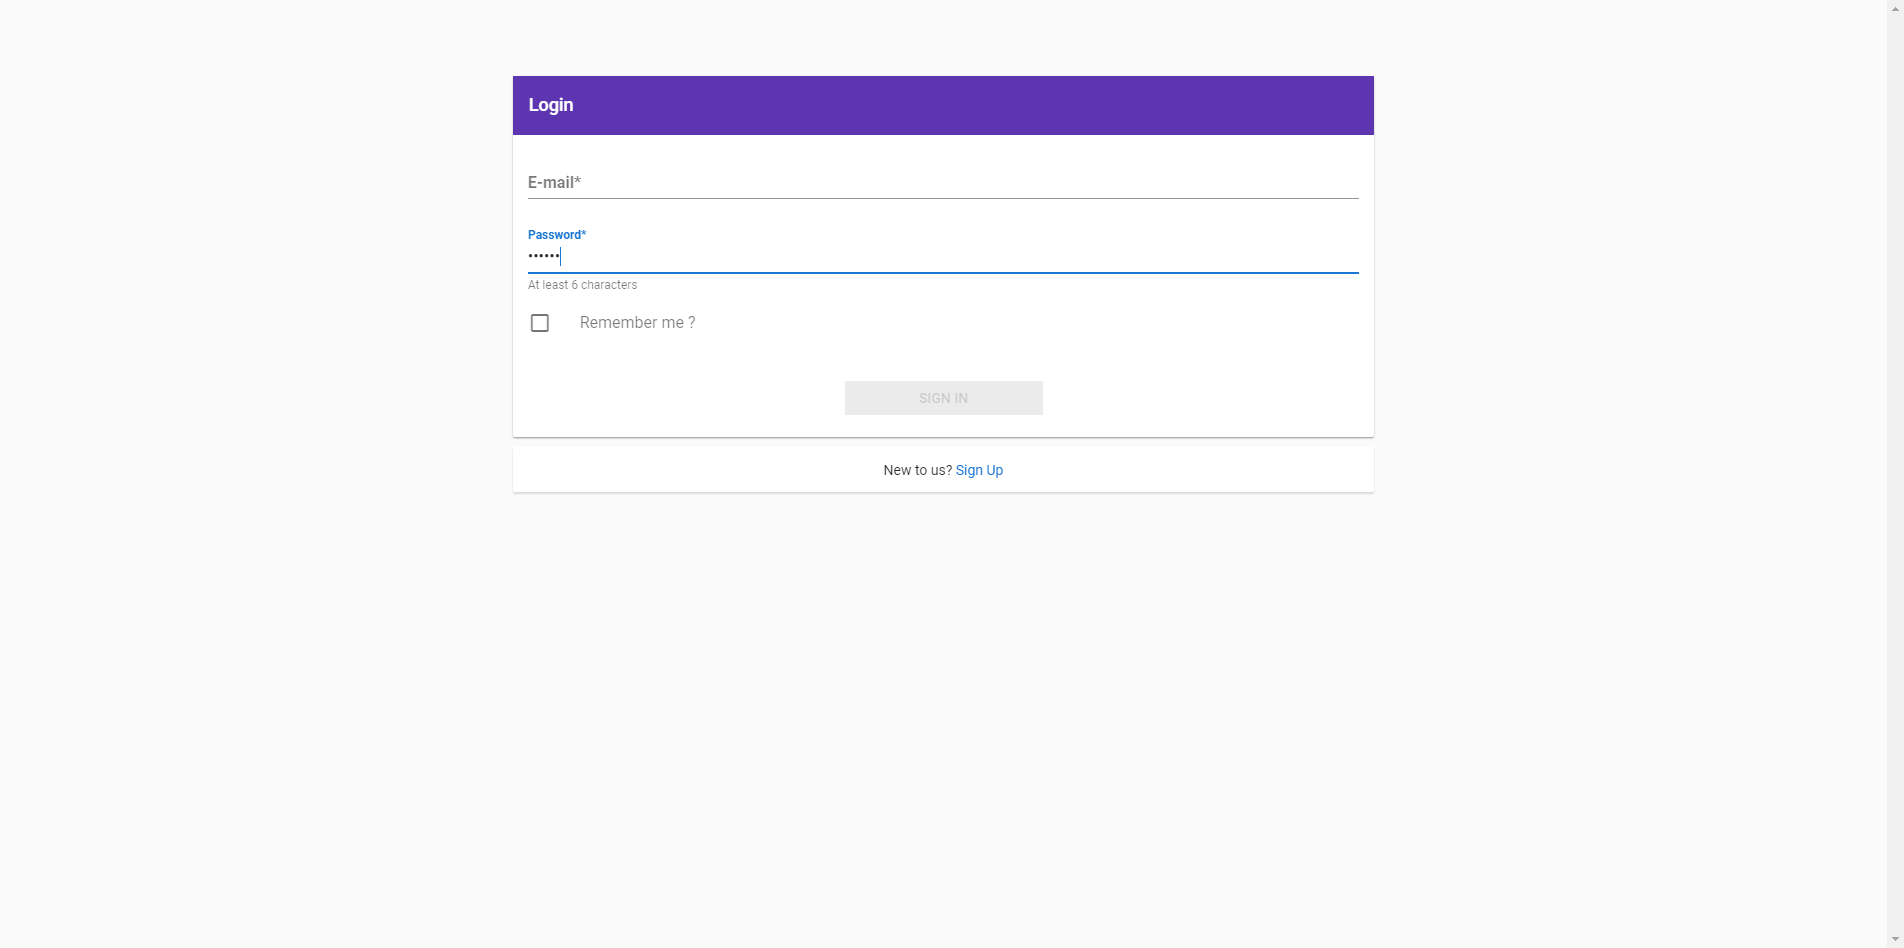 Login
E-mail*
Password*
••••••
At least 6 characters
Remember me ?
SIGN IN
New to us? Sign Up